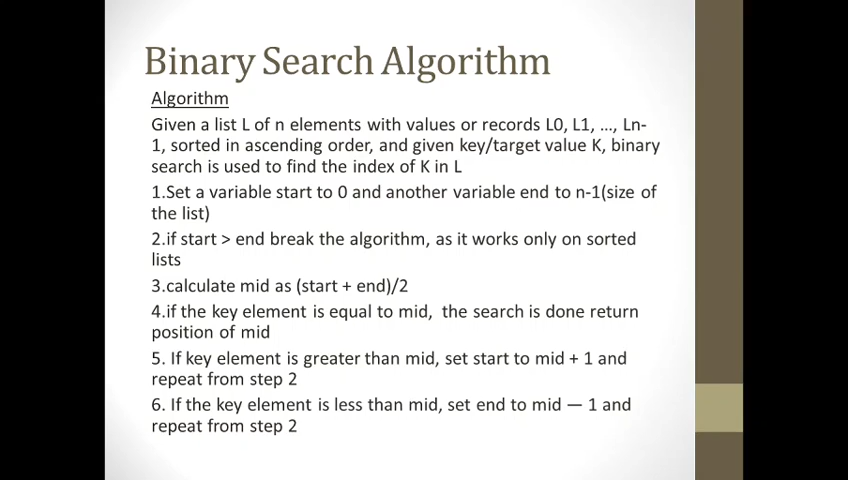 Binary Search Algorithm
Algorithm
Given a list L of n elements with values or records L0, L1, ..., Ln-
1, sorted in ascending order, and given key/target value K, binary
search is used to find the index of K in L
1.Set a variable start to 0 and another variable end to n-1(size of
the list)
2.if start > end break the algorithm, as it works only on sorted
lists
3.calculate mid as (start + end)/2
4.if the key element is equal to mid,  the search is done return
position of mid
5. If key element is greater than mid, set start to mid + 1 and
repeat from step 2
6. If the key element is less than mid, set end to mid — 1 and
repeat from step 2